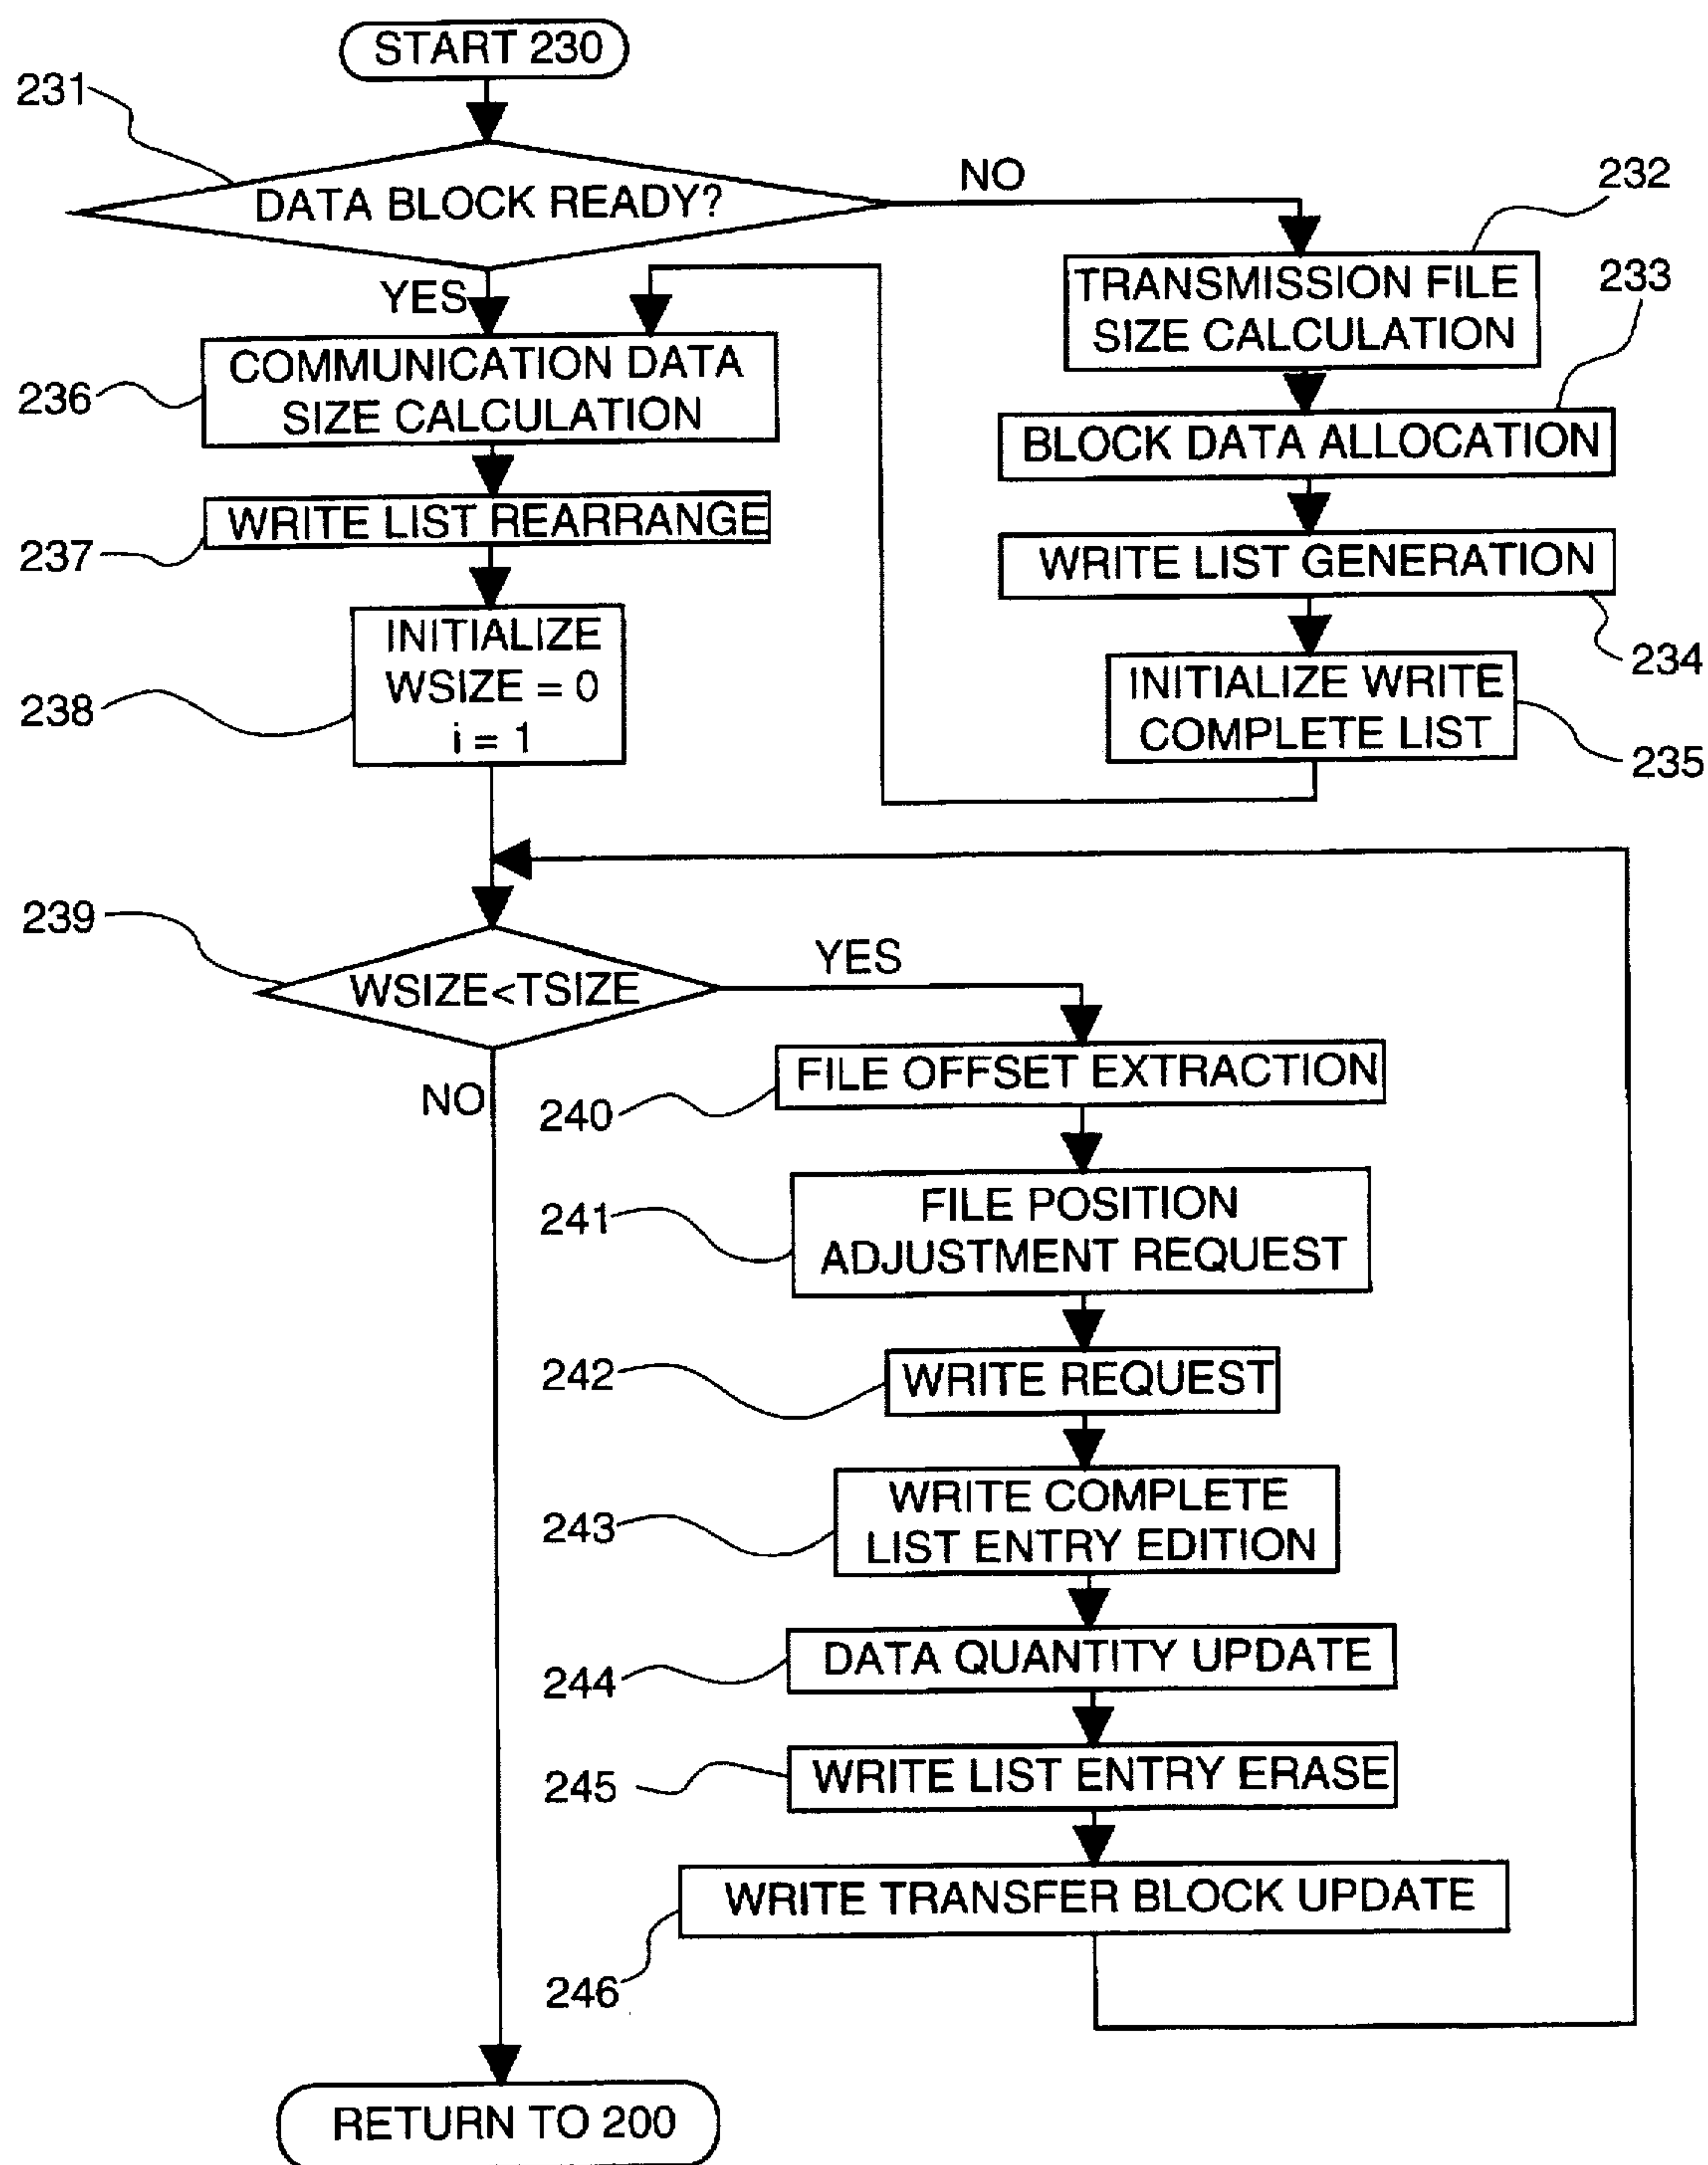 START 230
231
DATA BLOCK READY?
NO
232
TRANSMISSION FILE
SIZE CALCULATION
233
YES
COMMUNICATION DATA
SIZE CALCULATION
236
BLOCK DATA ALLOCATION
WRITE LIST REARRANGE
237
WRITE LIST GENERATION
234
INITIALIZE
WSIZE = 0
i = 1
238
INITIALIZE WRITE
COMPLETE LIST
235
239
WSIZE<TSIZE
YES
NO
FILE OFFSET EXTRACTION
240
FILE POSITION
ADJUSTMENT REQUEST
241
WRITE REQUEST
242
WRITE COMPLETE
LIST ENTRY EDITION
243
DATA QUANTITY UPDATE
244
WRITE LIST ENTRY ERASE
245
WRITE TRANSFER BLOCK UPDATE
246
RETURN TO 200